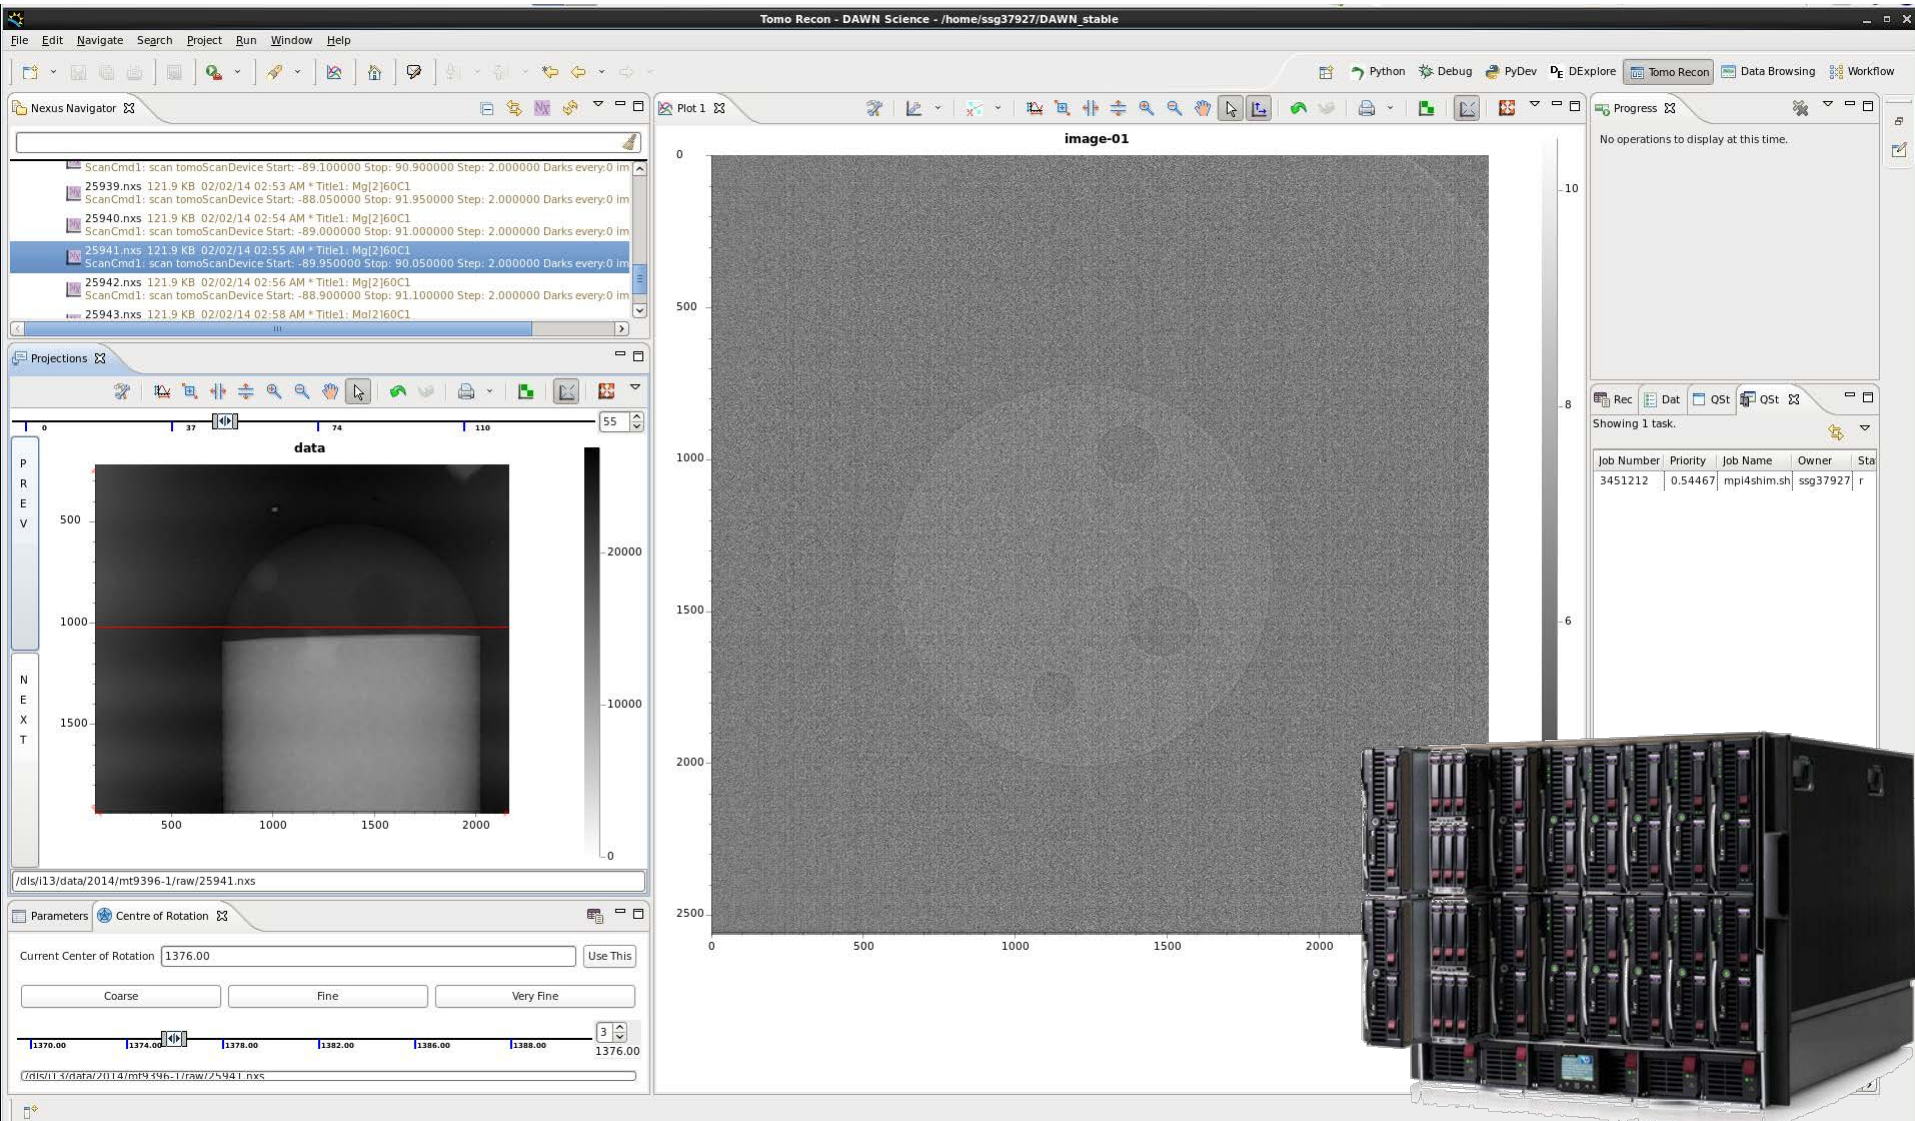 Tomo Recon - DAWN Science - /home/ssg37927/DAWN_stable
File Edit Navigate Search Project Run Window Help
Python Debug PyDev DExplore Tomo Recon Data Browsing Workflow
Nexus Navigator
ScanCmd1: scan tomoScanDevice Start: -89.100000 Stop: 90.900000 Step: 2.000000 Darks every:0 im
25939.nxs 121.9 KB 02/02/14 02:53 AM * Title1: Mg[2]60C1
ScanCmd1: scan tomoScanDevice Start: -88.050000 Stop: 91.950000 Step: 2.000000 Darks every:0 im
25940.nxs 121.9 KB 02/02/14 02:54 AM * Title1: Mg[2]60C1
ScanCmd1: scan tomoScanDevice Start: -89.000000 Stop: 91.000000 Step: 2.000000 Darks every:0 im
25941.nxs 121.9 KB 02/02/14 02:55 AM * Title1: Mg[2]60C1
ScanCmd1: scan tomoScanDevice Start: -89.950000 Stop: 90.050000 Step: 2.000000 Darks every:0 im
25942.nxs 121.9 KB 02/02/14 02:56 AM * Title1: Mg[2]60C1
ScanCmd1: scan tomoScanDevice Start: -88.900000 Stop: 91.100000 Step: 2.000000 Darks every:0 im
25943.nxs 121.9 KB 02/02/14 02:58 AM * Title1: Mg[2]60C1
Projections
0 37 74 110
55
data
PREV
NEXT
500
1000
1500
500 1000 1500 2000
20000
10000
0
/dls/i13/data/2014/mt9396-1/raw/25941.nxs
Parameters Centre of Rotation
Current Center of Rotation 1376.00 Use This
Coarse Fine Very Fine
1370.00 1374.00 1378.00 1382.00 1386.00 1388.00
3
1376.00
/dls/i13/data/2014/mt9396-1/raw/25941.nxs
Plot 1
image-01
0
500
1000
1500
2000
2500
0 500 1000 1500 2000
10
8
6
Progress
No operations to display at this time.
Rec Dat QSt QSt
Showing 1 task.
Job Number Priority Job Name Owner Sta
3451212 0.54467 mpi4shim.sh ssg37927 r